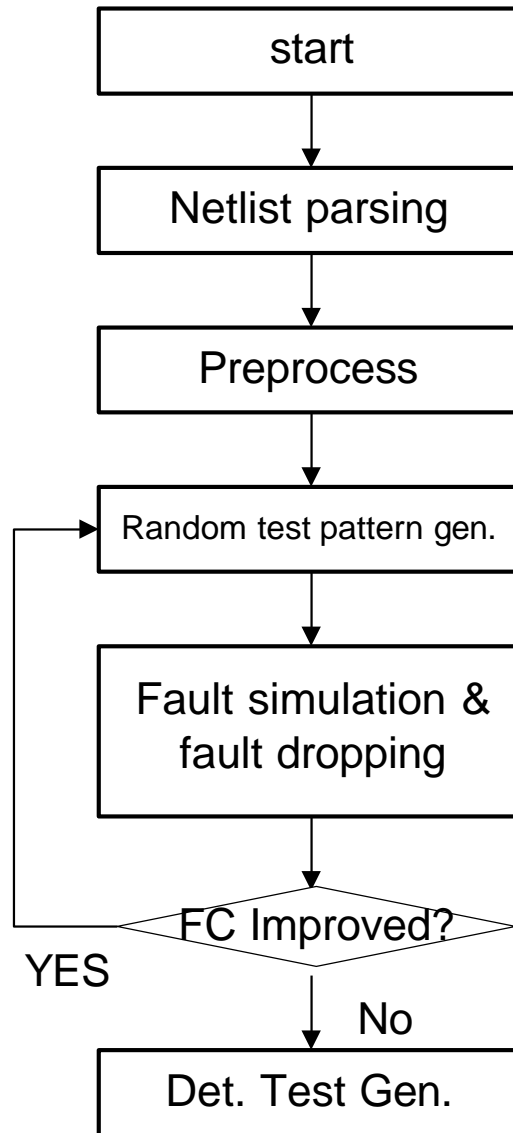 start
Netlist parsing
Preprocess
Random test pattern gen.
Fault simulation &
fault dropping
FC Improved?
YES
No
Det. Test Gen.